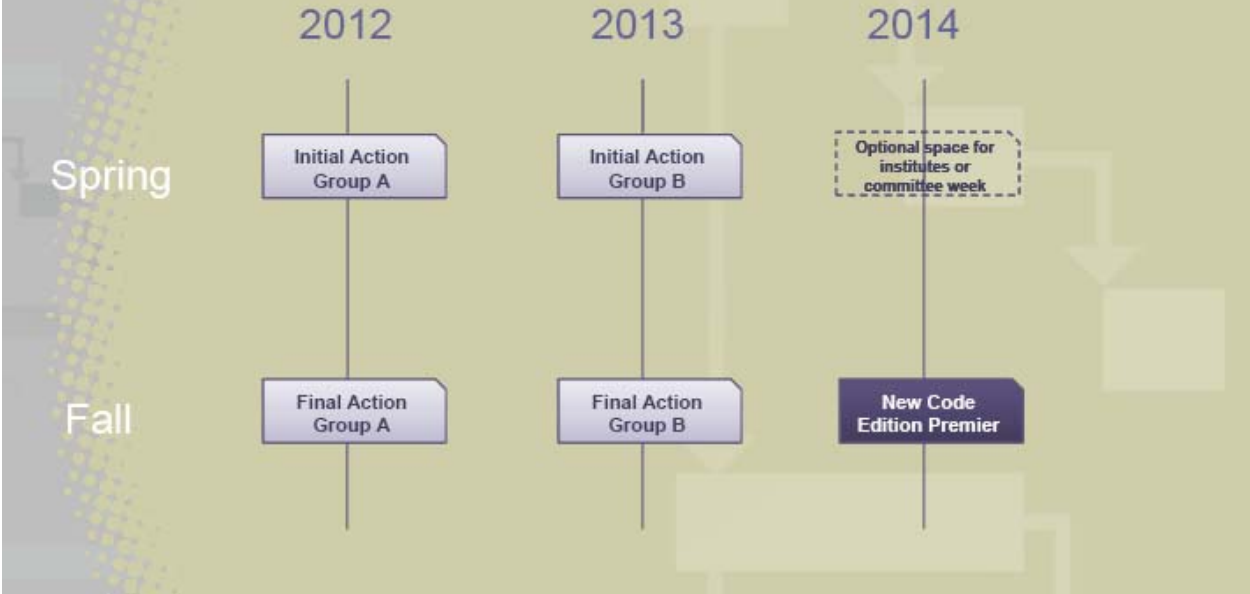 2012
2013
2014
Spring
Initial Action
Group A
Initial Action
Group B
Optional space for
institutes or
committee week
Fall
Final Action
Group A
Final Action
Group B
New Code
Edition Premier